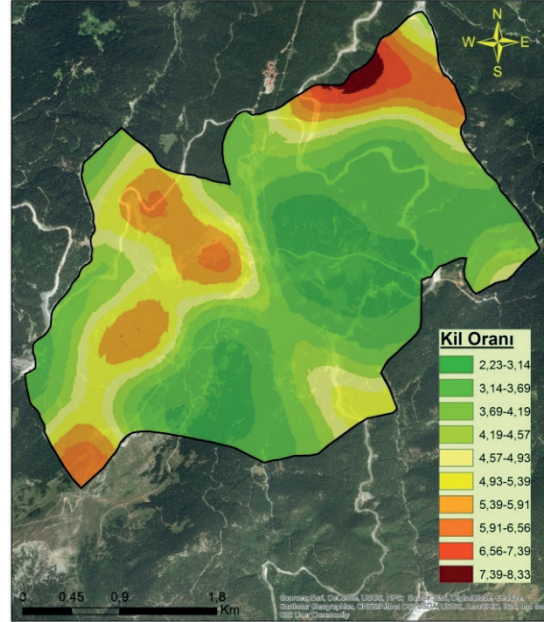 N
W E
S
Kil Oranı
2,23-3,14
3,14-3,69
3,69-4,19
4,19-4,57
4,57-4,93
4,93-5,39
5,39-5,91
5,91-6,56
6,56-7,39
7,39-8,33
0 0,45 0,9 1,8
Km